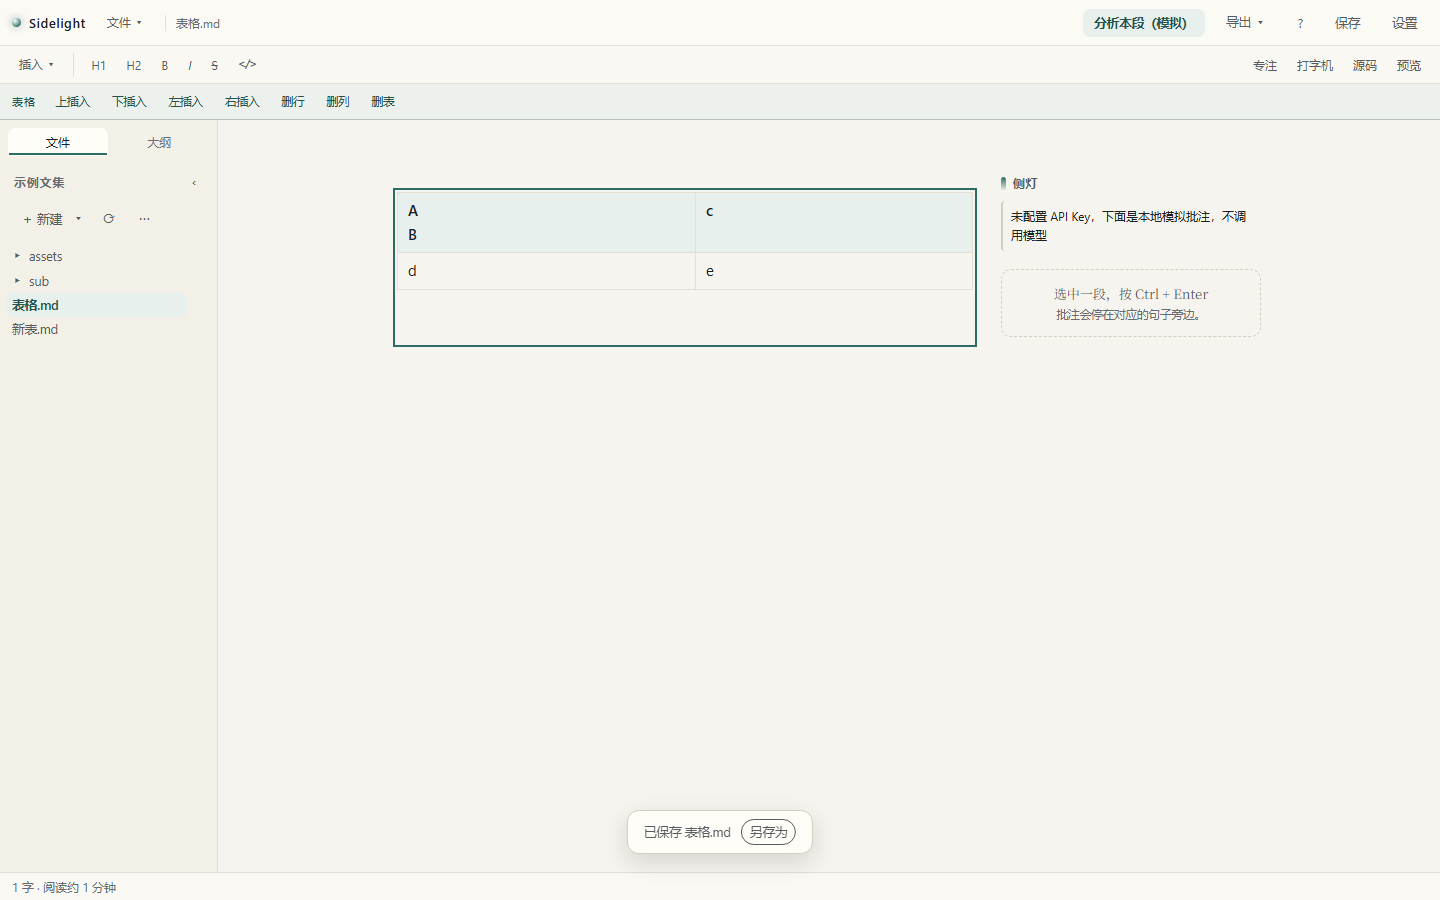 Sidelight 文件 表格.md 分析本段（模拟） 导出 ? 保存 设置
插入 H1 H2 B I S </> 专注 打字机 源码 预览
表格 上插入 下插入 左插入 右插入 删行 删列 删表
文件 大纲
示例文集 ‹
+ 新建 ⟳ ···
assets
sub
表格.md
新表.md
A c
B
d e
侧灯
未配置 API Key，下面是本地模拟批注，不调
用模型
选中一段，按 Ctrl + Enter
批注会停在对应的句子旁边。
已保存 表格.md 另存为
1 字 · 阅读约 1 分钟